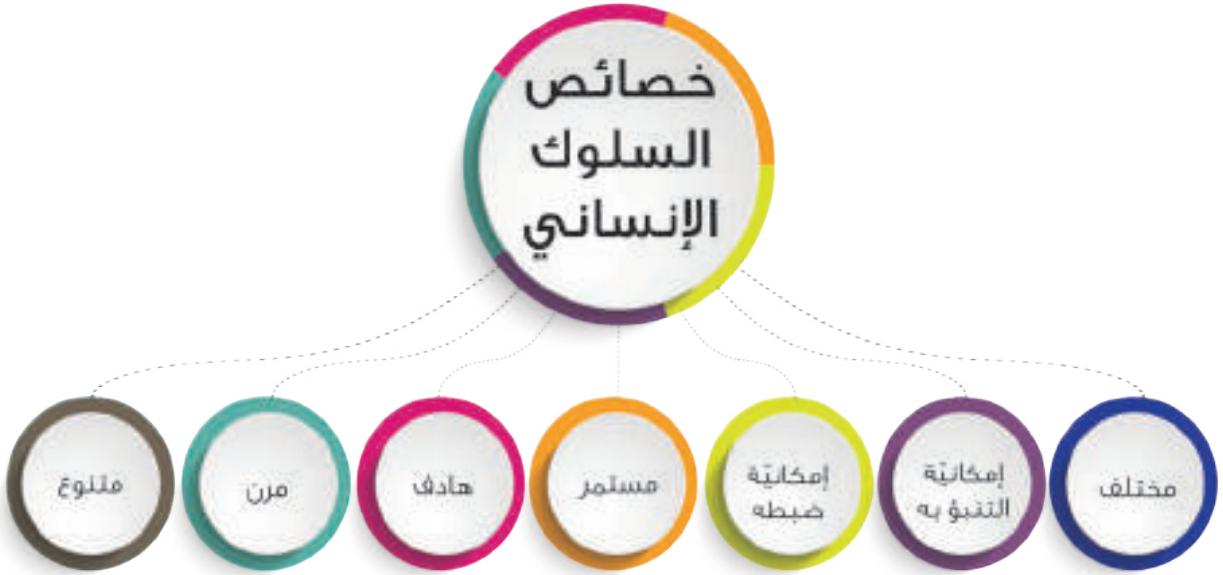 خصائص
السلوك
الإنساني
مختلف
إمكانيّة
التنبؤ به
إمكانيّة
ضبطه
مستمر
هادف
مرن
متنوع